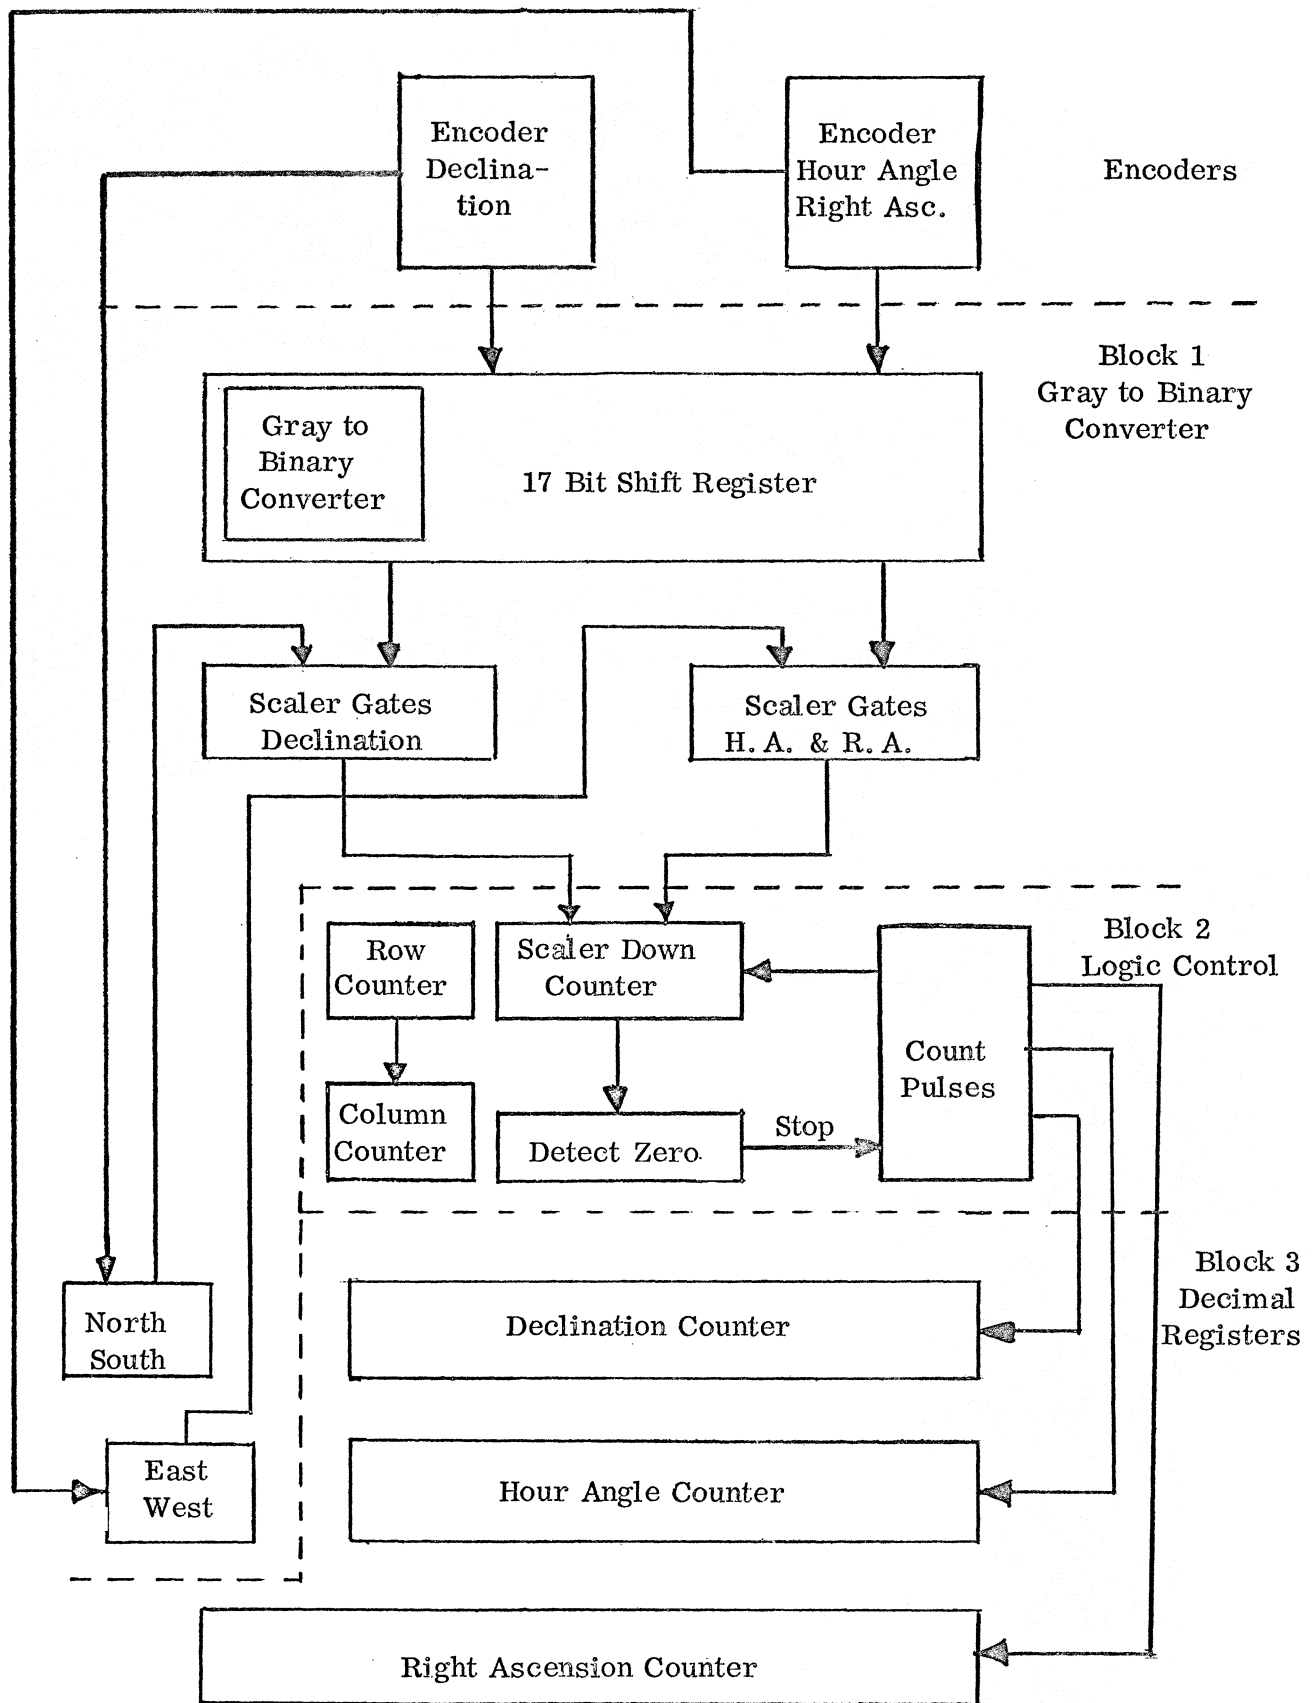 Encoder
Declina-
tion
Encoder
Hour Angle
Right Asc.
Encoders
Block 1
Gray to Binary
Converter
Gray to
Binary
Converter
17 Bit Shift Register
Scaler Gates
Declination
Scaler Gates
H. A. & R. A.
Block 2
Logic Control
Row
Counter
Scaler Down
Counter
Count
Pulses
Column
Counter
Detect Zero
Stop
Block 3
Decimal
Registers
North
South
Declination Counter
East
West
Hour Angle Counter
Right Ascension Counter